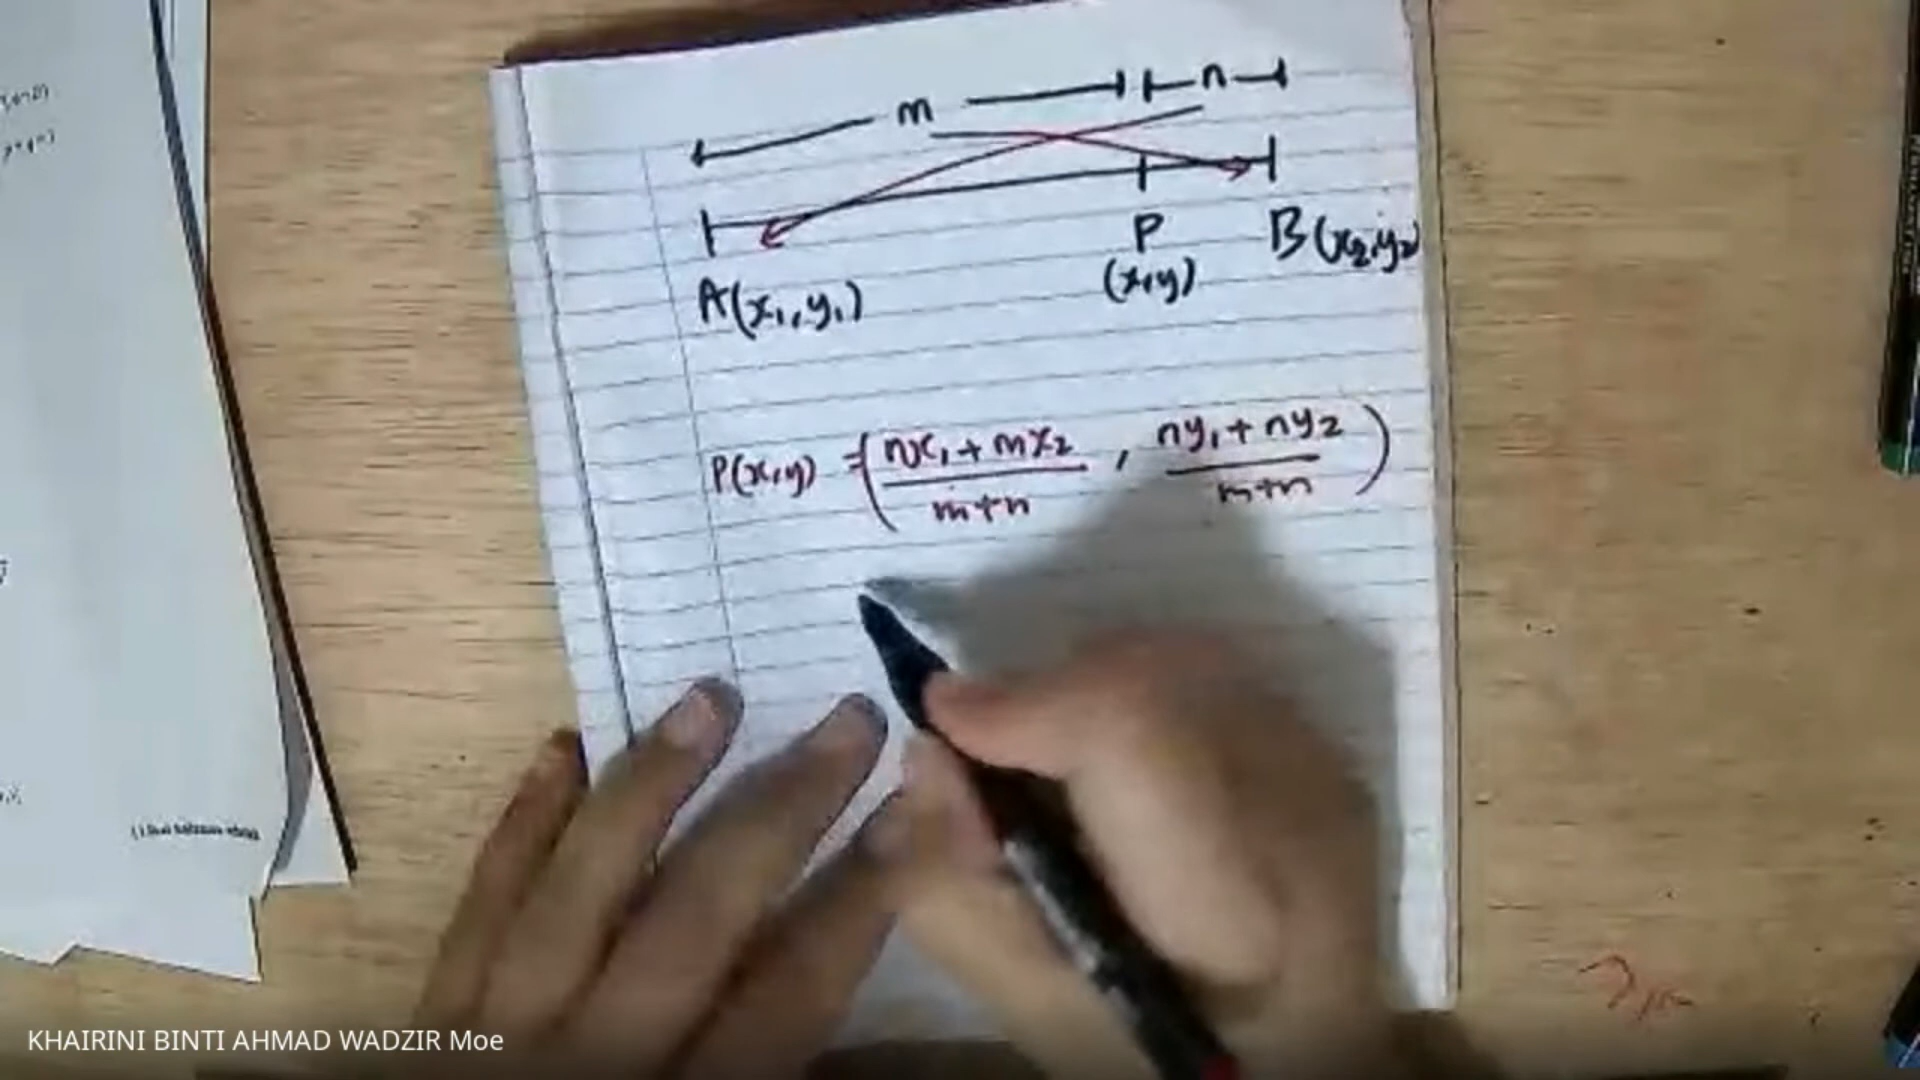 m n
P B(x₂,y₂)
A(x₁,y₁) (x,y)
P(x,y) = (nx₁ + mx₂ / m+n , ny₁ + ny₂ / m+n)
KHAIRINI BINTI AHMAD WADZIR Moe